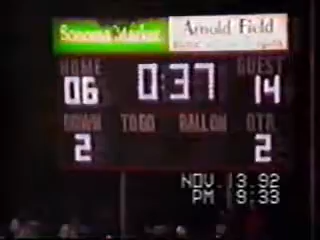 Sonoma Market
Arnold Field
HOME 0:37 GUEST
06 14
DOWN TOGO BALLON QTR
2 2
NOV. 13.92
PM 9:33